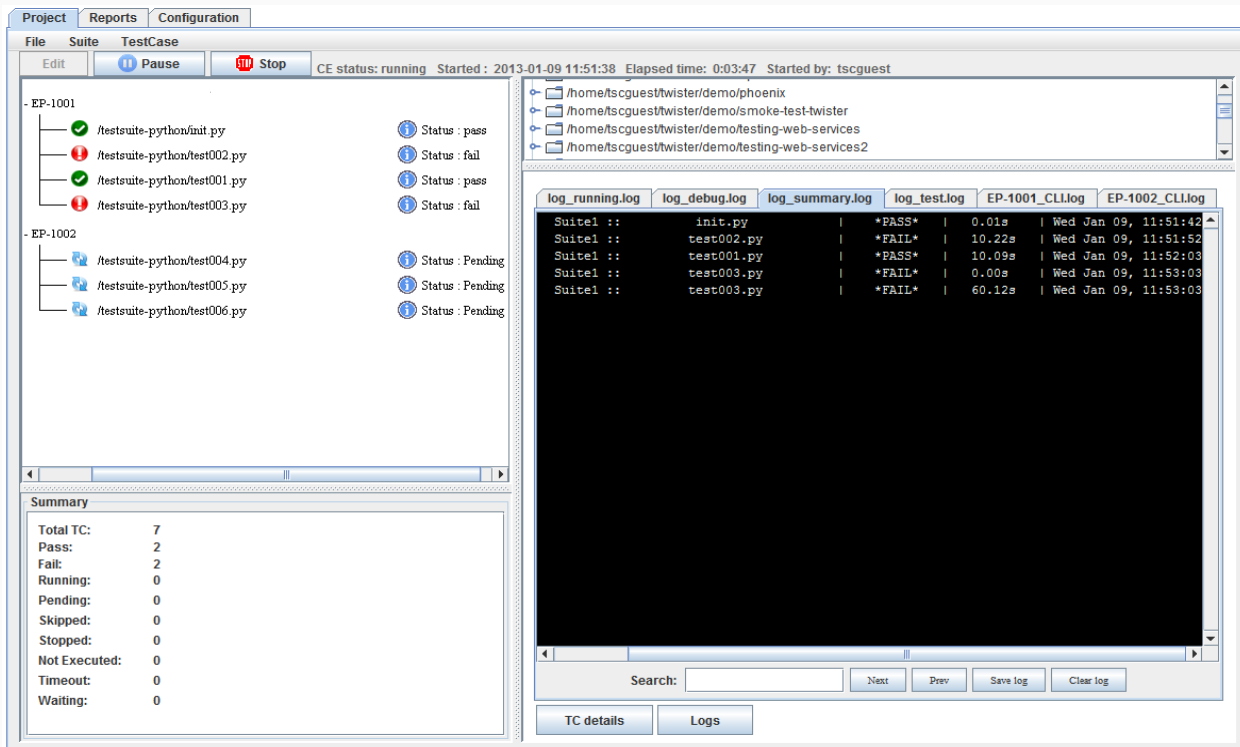 Project Reports Configuration
File Suite TestCase
Edit Pause STOP Stop CE status: running Started : 2013-01-09 11:51:38 Elapsed time: 0:03:47 Started by: tscguest
- EP-1001
/testsuite-python/init.py Status : pass
/testsuite-python/test002.py Status : fail
/testsuite-python/test001.py Status : pass
/testsuite-python/test003.py Status : fail
- EP-1002
/testsuite-python/test004.py Status : Pending
/testsuite-python/test005.py Status : Pending
/testsuite-python/test006.py Status : Pending
Summary
Total TC: 7
Pass: 2
Fail: 2
Running: 0
Pending: 0
Skipped: 0
Stopped: 0
Not Executed: 0
Timeout: 0
Waiting: 0
/home/tscguest/twister/demo/phoenix
/home/tscguest/twister/demo/smoke-test-twister
/home/tscguest/twister/demo/testing-web-services
/home/tscguest/twister/demo/testing-web-services2
log_running.log log_debug.log log_summary.log log_test.log EP-1001_CLI.log EP-1002_CLI.log
Suite1 :: init.py | *PASS* | 0.01s | Wed Jan 09, 11:51:42
Suite1 :: test002.py | *FAIL* | 10.22s | Wed Jan 09, 11:51:52
Suite1 :: test001.py | *PASS* | 10.09s | Wed Jan 09, 11:52:03
Suite1 :: test003.py | *FAIL* | 0.00s | Wed Jan 09, 11:53:03
Suite1 :: test003.py | *FAIL* | 60.12s | Wed Jan 09, 11:53:03
Search: Next Prev Save log Clear log
TC details Logs